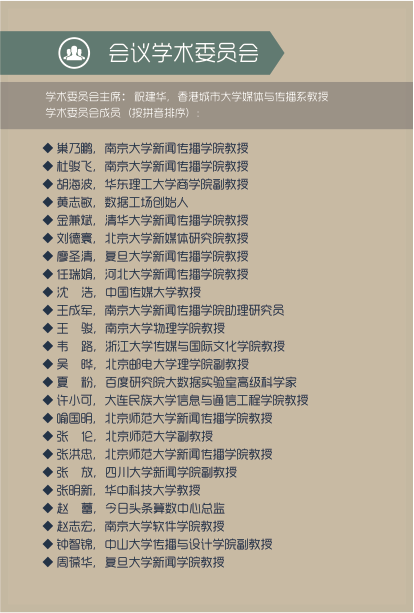 会议学术委员会
学术委员会主席：祝建华，香港城市大学媒体与传播系教授
学术委员会成员（按拼音排序）：
◆ 巢乃鹏，南京大学新闻传播学院教授
◆ 杜骏飞，南京大学新闻传播学院教授
◆ 胡海波，华东理工大学商学院副教授
◆ 黄志敏，数据工场创始人
◆ 金兼斌，清华大学新闻传播学院教授
◆ 刘德寰，北京大学新媒体研究院教授
◆ 廖圣清，复旦大学新闻传播学院教授
◆ 任瑞娟，河北大学新闻传播学院教授
◆ 沈　浩，中国传媒大学教授
◆ 王成军，南京大学新闻传播学院助理研究员
◆ 王　骏，南京大学物理学院教授
◆ 韦　路，浙江大学传媒与国际文化学院教授
◆ 吴　晔，北京邮电大学理学院副教授
◆ 夏　粉，百度研究院大数据实验室高级科学家
◆ 许小可，大连民族大学信息与通信工程学院教授
◆ 喻国明，北京师范大学新闻传播学院教授
◆ 张　伦，北京师范大学副教授
◆ 张洪忠，北京师范大学新闻传播学院教授
◆ 张　放，四川大学新闻学院副教授
◆ 张明新，华中科技大学教授
◆ 赵　蕾，今日头条算数中心总监
◆ 赵志宏，南京大学软件学院教授
◆ 钟智锦，中山大学传播与设计学院副教授
◆ 周葆华，复旦大学新闻学院教授